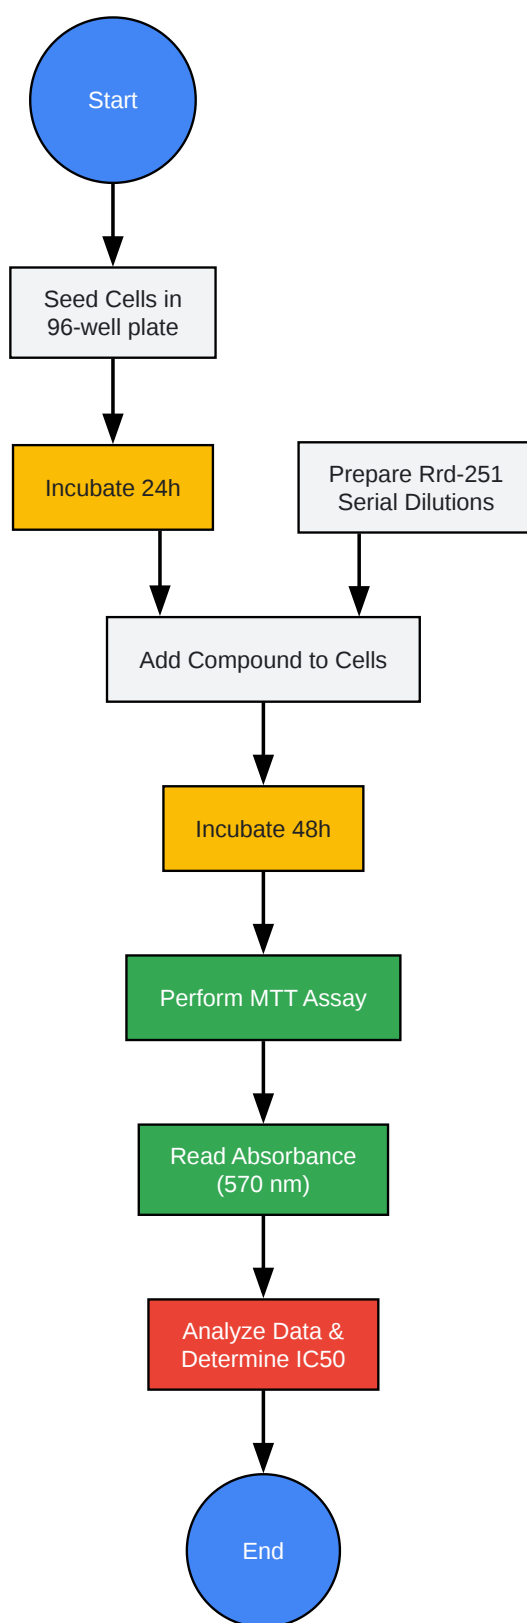 Start
Seed Cells in
96-well plate
Incubate 24h
Prepare Rrd-251
Serial Dilutions
Add Compound to Cells
Incubate 48h
Perform MTT Assay
Read Absorbance
(570 nm)
Analyze Data &
Determine IC50
End